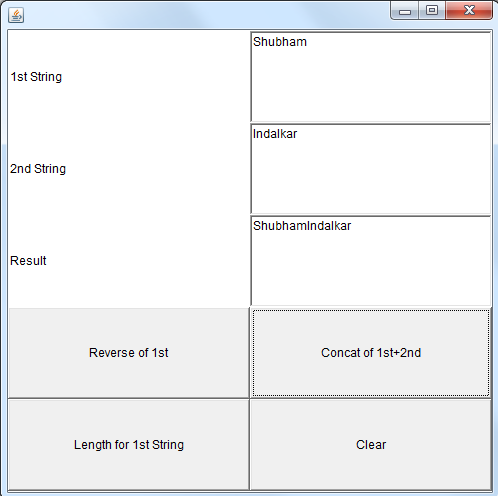 1st String
Shubham
2nd String
Indalkar
Result
ShubhamIndalkar
Reverse of 1st
Concat of 1st+2nd
Length for 1st String
Clear